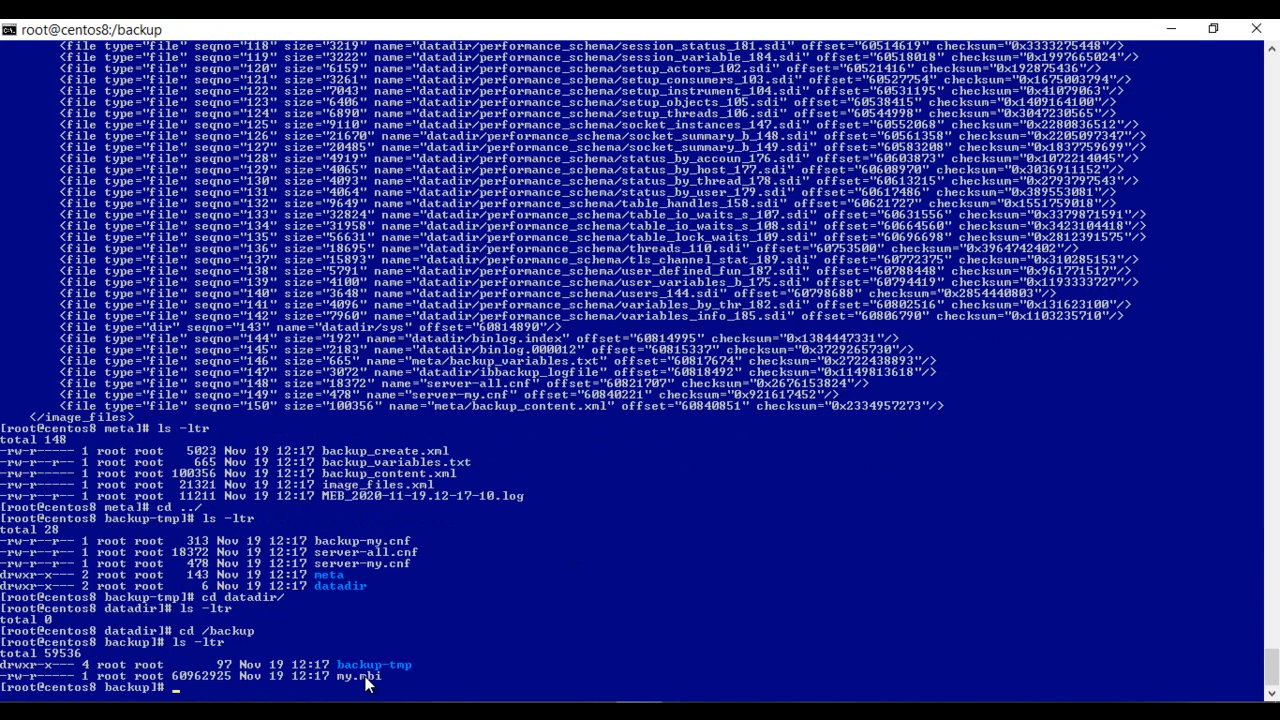 root@centos8:/backup
<file type="file" seqno="118" size="3219" name="datadir/performance_schema/session_status_181.sdi" offset="60514619" checksum="0x3333275448"/>
<file type="file" seqno="119" size="3222" name="datadir/performance_schema/session_variable_184.sdi" offset="60518018" checksum="0x1997665024"/>
<file type="file" seqno="120" size="6159" name="datadir/performance_schema/setup_actors_102.sdi" offset="60521416" checksum="0x192875436"/>
<file type="file" seqno="121" size="3261" name="datadir/performance_schema/setup_consumers_103.sdi" offset="60527754" checksum="0x1675003794"/>
<file type="file" seqno="122" size="7043" name="datadir/performance_schema/setup_instrument_104.sdi" offset="60531195" checksum="0x41079063"/>
<file type="file" seqno="123" size="6406" name="datadir/performance_schema/setup_objects_105.sdi" offset="60538415" checksum="0x1409164100"/>
<file type="file" seqno="124" size="6890" name="datadir/performance_schema/setup_threads_106.sdi" offset="60544998" checksum="0x3047230565"/>
<file type="file" seqno="125" size="9110" name="datadir/performance_schema/socket_instances_147.sdi" offset="60552068" checksum="0x2280836512"/>
<file type="file" seqno="126" size="21670" name="datadir/performance_schema/socket_summary_b_148.sdi" offset="60561358" checksum="0x2205097347"/>
<file type="file" seqno="127" size="20485" name="datadir/performance_schema/socket_summary_b_149.sdi" offset="60583208" checksum="0x1837759699"/>
<file type="file" seqno="128" size="4919" name="datadir/performance_schema/status_by_accoun_176.sdi" offset="60603873" checksum="0x1072214045"/>
<file type="file" seqno="129" size="4065" name="datadir/performance_schema/status_by_host_177.sdi" offset="60608970" checksum="0x3036911152"/>
<file type="file" seqno="130" size="4093" name="datadir/performance_schema/status_by_thread_178.sdi" offset="60613215" checksum="0x2793797543"/>
<file type="file" seqno="131" size="4064" name="datadir/performance_schema/status_by_user_179.sdi" offset="60617486" checksum="0x389553081"/>
<file type="file" seqno="132" size="9649" name="datadir/performance_schema/table_handles_158.sdi" offset="60621727" checksum="0x1551759018"/>
<file type="file" seqno="133" size="32824" name="datadir/performance_schema/table_io_waits_s_107.sdi" offset="60631556" checksum="0x3379871591"/>
<file type="file" seqno="134" size="31958" name="datadir/performance_schema/table_io_waits_s_108.sdi" offset="60664560" checksum="0x3423104418"/>
<file type="file" seqno="135" size="56631" name="datadir/performance_schema/table_lock_waits_109.sdi" offset="60696698" checksum="0x2812391575"/>
<file type="file" seqno="136" size="18695" name="datadir/performance_schema/threads_110.sdi" offset="60753500" checksum="0x3964742402"/>
<file type="file" seqno="137" size="15893" name="datadir/performance_schema/tls_channel_stat_189.sdi" offset="60772375" checksum="0x310285153"/>
<file type="file" seqno="138" size="5791" name="datadir/performance_schema/user_defined_fun_187.sdi" offset="60788448" checksum="0x961771517"/>
<file type="file" seqno="139" size="4100" name="datadir/performance_schema/user_variables_b_175.sdi" offset="60794419" checksum="0x1193333727"/>
<file type="file" seqno="140" size="3648" name="datadir/performance_schema/users_144.sdi" offset="60798688" checksum="0x2854440803"/>
<file type="file" seqno="141" size="4096" name="datadir/performance_schema/variables_by_thr_182.sdi" offset="60802516" checksum="0x131623100"/>
<file type="file" seqno="142" size="7960" name="datadir/performance_schema/variables_info_185.sdi" offset="60806790" checksum="0x1103235710"/>
<file type="dir" seqno="143" name="datadir/sys" offset="60814890"/>
<file type="file" seqno="144" size="192" name="datadir/binlog.index" offset="60814995" checksum="0x1384447331"/>
<file type="file" seqno="145" size="2183" name="datadir/binlog.000012" offset="60815337" checksum="0x3729265730"/>
<file type="file" seqno="146" size="665" name="meta/backup_variables.txt" offset="60817674" checksum="0x2722438893"/>
<file type="file" seqno="147" size="3072" name="datadir/ibbackup_logfile" offset="60818492" checksum="0x1149813618"/>
<file type="file" seqno="148" size="18372" name="server-all.cnf" offset="60821707" checksum="0x2676153824"/>
<file type="file" seqno="149" size="478" name="server-my.cnf" offset="60840221" checksum="0x921617452"/>
<file type="file" seqno="150" size="100356" name="meta/backup_content.xml" offset="60840851" checksum="0x2334957273"/>
</image_files>
[root@centos8 meta]# ls -ltr
total 148
-rw-r----- 1 root root 5023 Nov 19 12:17 backup_create.xml
-rw-r--r-- 1 root root 665 Nov 19 12:17 backup_variables.txt
-rw-r--r-- 1 root root 100356 Nov 19 12:17 backup_content.xml
-rw-r----- 1 root root 21321 Nov 19 12:17 image_files.xml
-rw-r--r-- 1 root root 11211 Nov 19 12:17 MEB_2020-11-19.12-17-10.log
[root@centos8 meta]# cd ../
[root@centos8 backup-tmp]# ls -ltr
total 28
-rw-r--r-- 1 root root 313 Nov 19 12:17 backup-my.cnf
-rw-r--r-- 1 root root 18372 Nov 19 12:17 server-all.cnf
-rw-r--r-- 1 root root 478 Nov 19 12:17 server-my.cnf
drwxr-x--- 2 root root 143 Nov 19 12:17 meta
drwxr-x--- 2 root root 6 Nov 19 12:17 datadir
[root@centos8 backup-tmp]# cd datadir/
[root@centos8 datadir]# ls -ltr
total 0
[root@centos8 datadir]# cd /backup
[root@centos8 backup]# ls -ltr
total 59536
drwxr-x--- 4 root root 97 Nov 19 12:17 backup-tmp
-rw-r--r-- 1 root root 60962925 Nov 19 12:17 my.mbi
[root@centos8 backup]#